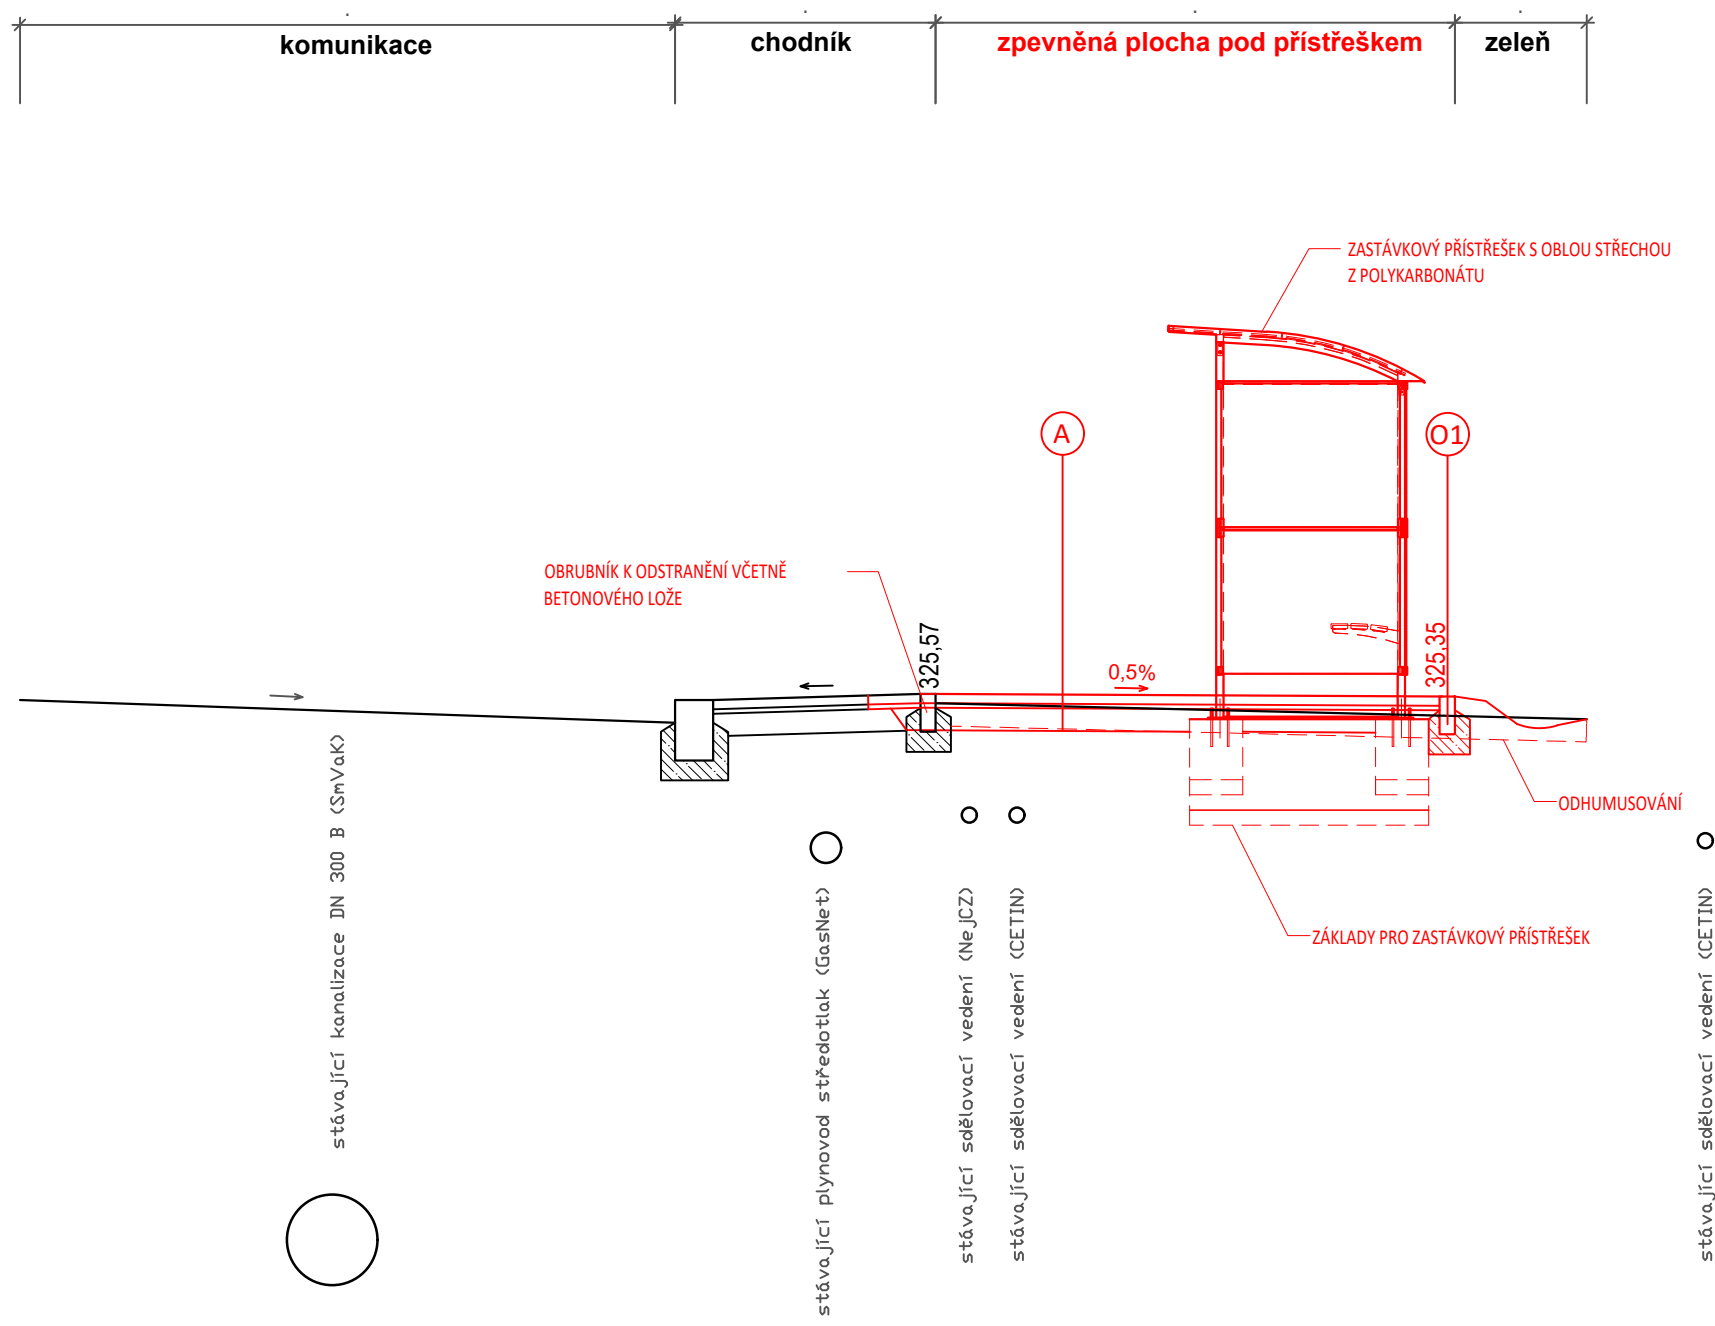 komunikace
chodník
zpevněná plocha pod přístřeškem
zeleň
ZASTÁVKOVÝ PŘÍSTŘEŠEK S OBLOU STŘECHOU
Z POLYKARBONÁTU
A
O1
OBRUBNÍK K ODSTRANĚNÍ VČETNĚ
BETONOVÉHO LOŽE
325,57
0,5%
325,35
ODHUMUSOVÁNÍ
ZÁKLADY PRO ZASTÁVKOVÝ PŘÍSTŘEŠEK
stávající kanalizace DN 300 B (SmVaK)
stávající plynovod středotlak (GasNet)
stávající sdělovací vedení (NejCZ)
stávající sdělovací vedení (CETIN)
stávající sdělovací vedení (CETIN)